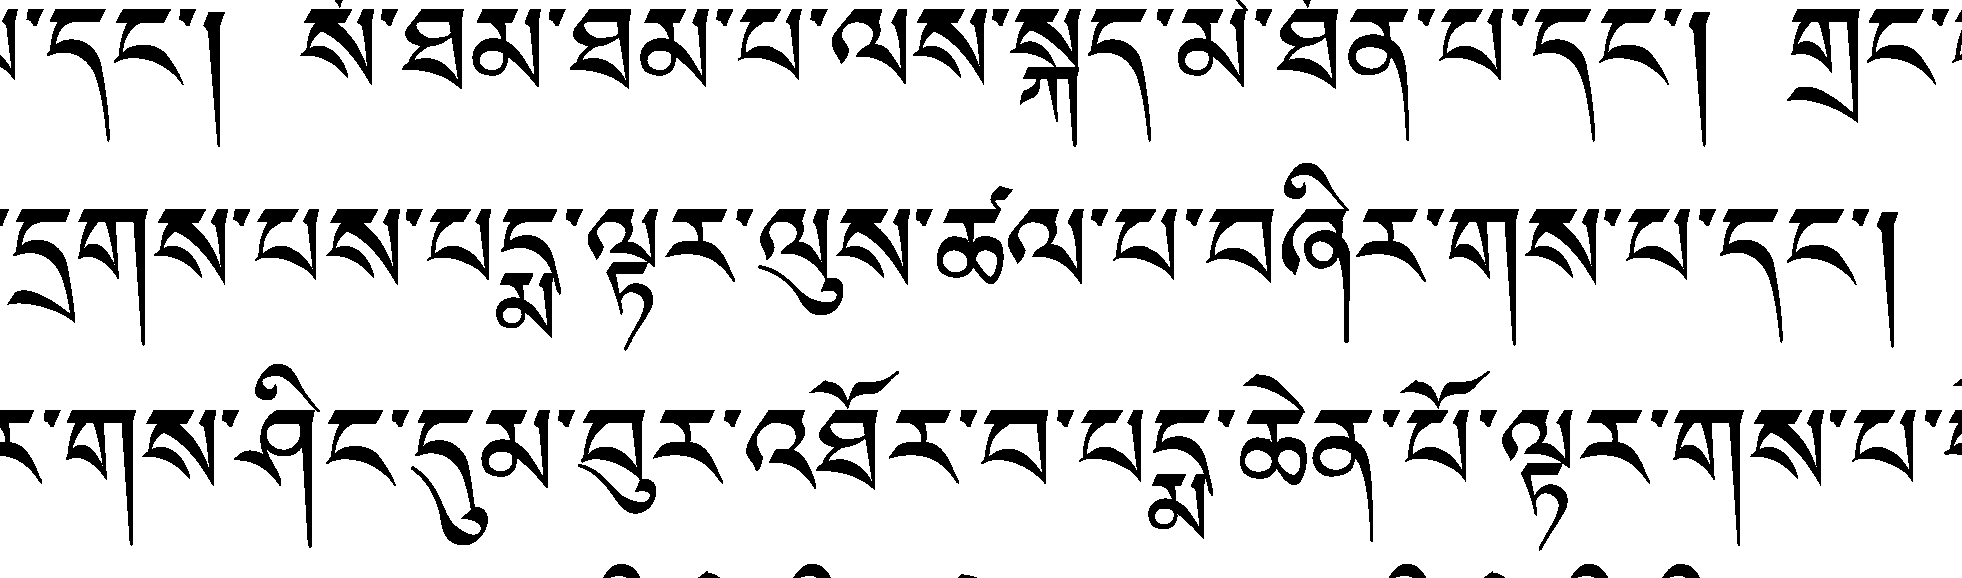 དང་། སོ་ཐམ་ཐམ་པ་ལས་སྐད་མི་ཐོན་པ་དང་། གྲང་
དྲགས་པས་པདྨ་ལྟར་ལུས་ཚལ་པ་བཞིར་གས་པ་དང་།
གས་ཤིང་དུམ་བུར་འཐོར་བ་པདྨ་ཆེན་པོ་ལྟར་གས་པ་